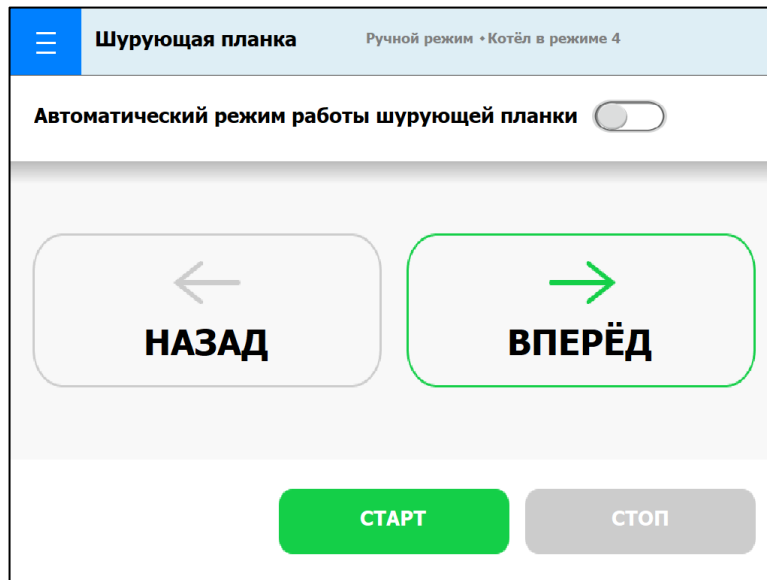 Шурующая планка
Ручной режим • Котёл в режиме 4
Автоматический режим работы шурующей планки
НАЗАД
ВПЕРЁД
СТАРТ
СТОП